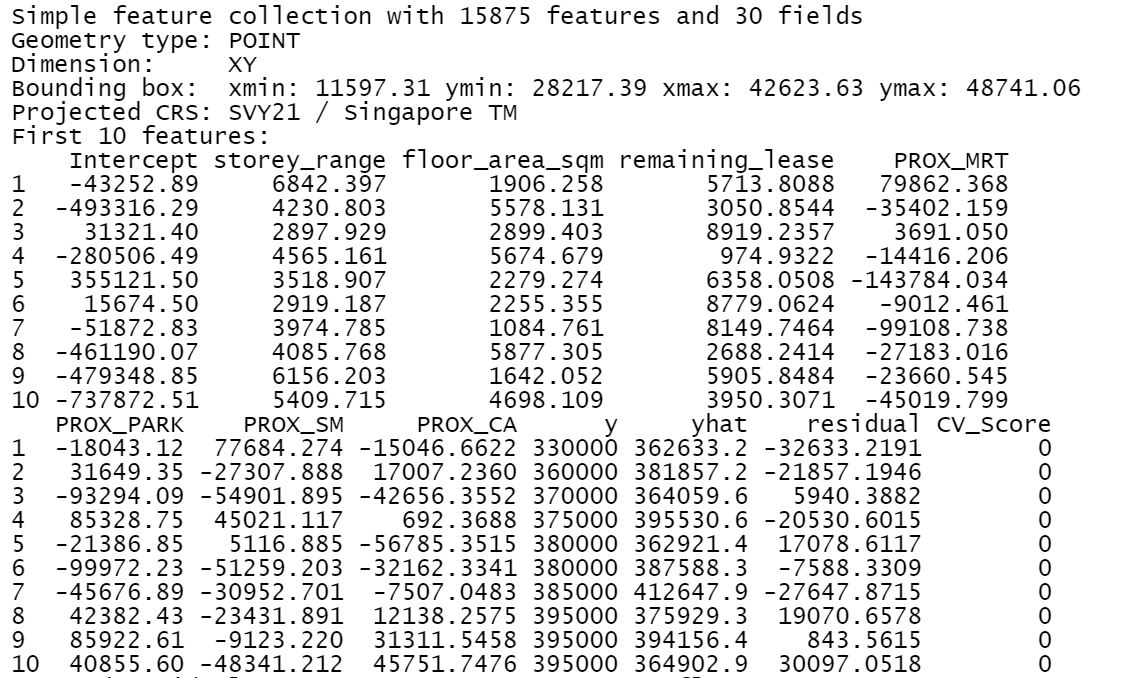 Simple feature collection with 15875 features and 30 fields
Geometry type: POINT
Dimension:     XY
Bounding box:  xmin: 11597.31 ymin: 28217.39 xmax: 42623.63 ymax: 48741.06
Projected CRS: SVY21 / Singapore TM
First 10 features:
    Intercept storey_range floor_area_sqm remaining_lease    PROX_MRT
1   -43252.89     6842.397       1906.258       5713.8088   79862.368
2  -493316.29     4230.803       5578.131       3050.8544  -35402.159
3    31321.40     2897.929       2899.403       8919.2357    3691.050
4  -280506.49     4565.161       5674.679        974.9322  -14416.206
5   355121.50     3518.907       2279.274       6358.0508 -143784.034
6    15674.50     2919.187       2255.355       8779.0624   -9012.461
7   -51872.83     3974.785       1084.761       8149.7464  -99108.738
8  -461190.07     4085.768       5877.305       2688.2414  -27183.016
9  -479348.85     6156.203       1642.052       5905.8484  -23660.545
10 -737872.51     5409.715       4698.109       3950.3071  -45019.799
   PROX_PARK    PROX_SM     PROX_CA      y     yhat    residual CV_Score
1  -18043.12  77684.274 -15046.6622 330000 362633.2 -32633.2191        0
2   31649.35 -27307.888  17007.2360 360000 381857.2 -21857.1946        0
3  -93294.09 -54901.895 -42656.3552 370000 364059.6   5940.3882        0
4   85328.75  45021.117    692.3688 375000 395530.6 -20530.6015        0
5  -21386.85   5116.885 -56785.3515 380000 362921.4  17078.6117        0
6  -99972.23 -51259.203 -32162.3341 380000 387588.3  -7588.3309        0
7  -45676.89 -30952.701  -7507.0483 385000 412647.9 -27647.8715        0
8   42382.43 -23431.891  12138.2575 395000 375929.3  19070.6578        0
9   85922.61  -9123.220  31311.5458 395000 394156.4    843.5615        0
10  40855.60 -48341.212  45751.7476 395000 364902.9  30097.0518        0